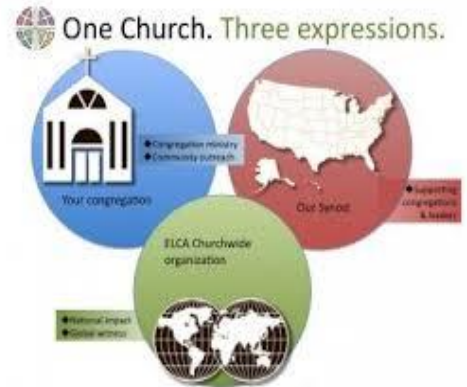 One Church. Three expressions.
◆Congregation ministry
◆Community outreach
Your congregation
Our Synod
◆Supporting
congregations
& leaders
ELCA Churchwide
organization
◆National impact
◆Global witness